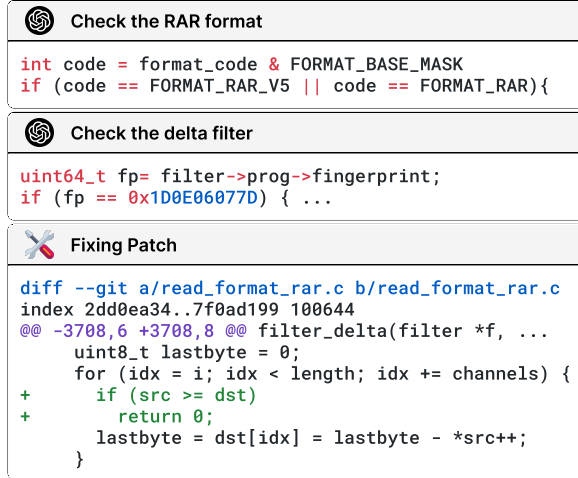 Check the RAR format
int code = format_code & FORMAT_BASE_MASK
if (code == FORMAT_RAR_V5 || code == FORMAT_RAR){
Check the delta filter
uint64_t fp= filter->prog->fingerprint;
if (fp == 0x1D0E06077D) { ...
Fixing Patch
diff --git a/read_format_rar.c b/read_format_rar.c
index 2dd0ea34..7f0ad199 100644
@@ -3708,6 +3708,8 @@ filter_delta(filter *f, ...
uint8_t lastbyte = 0;
for (idx = i; idx < length; idx += channels) {
+ if (src >= dst)
+ return 0;
lastbyte = dst[idx] = lastbyte - *src++;
}